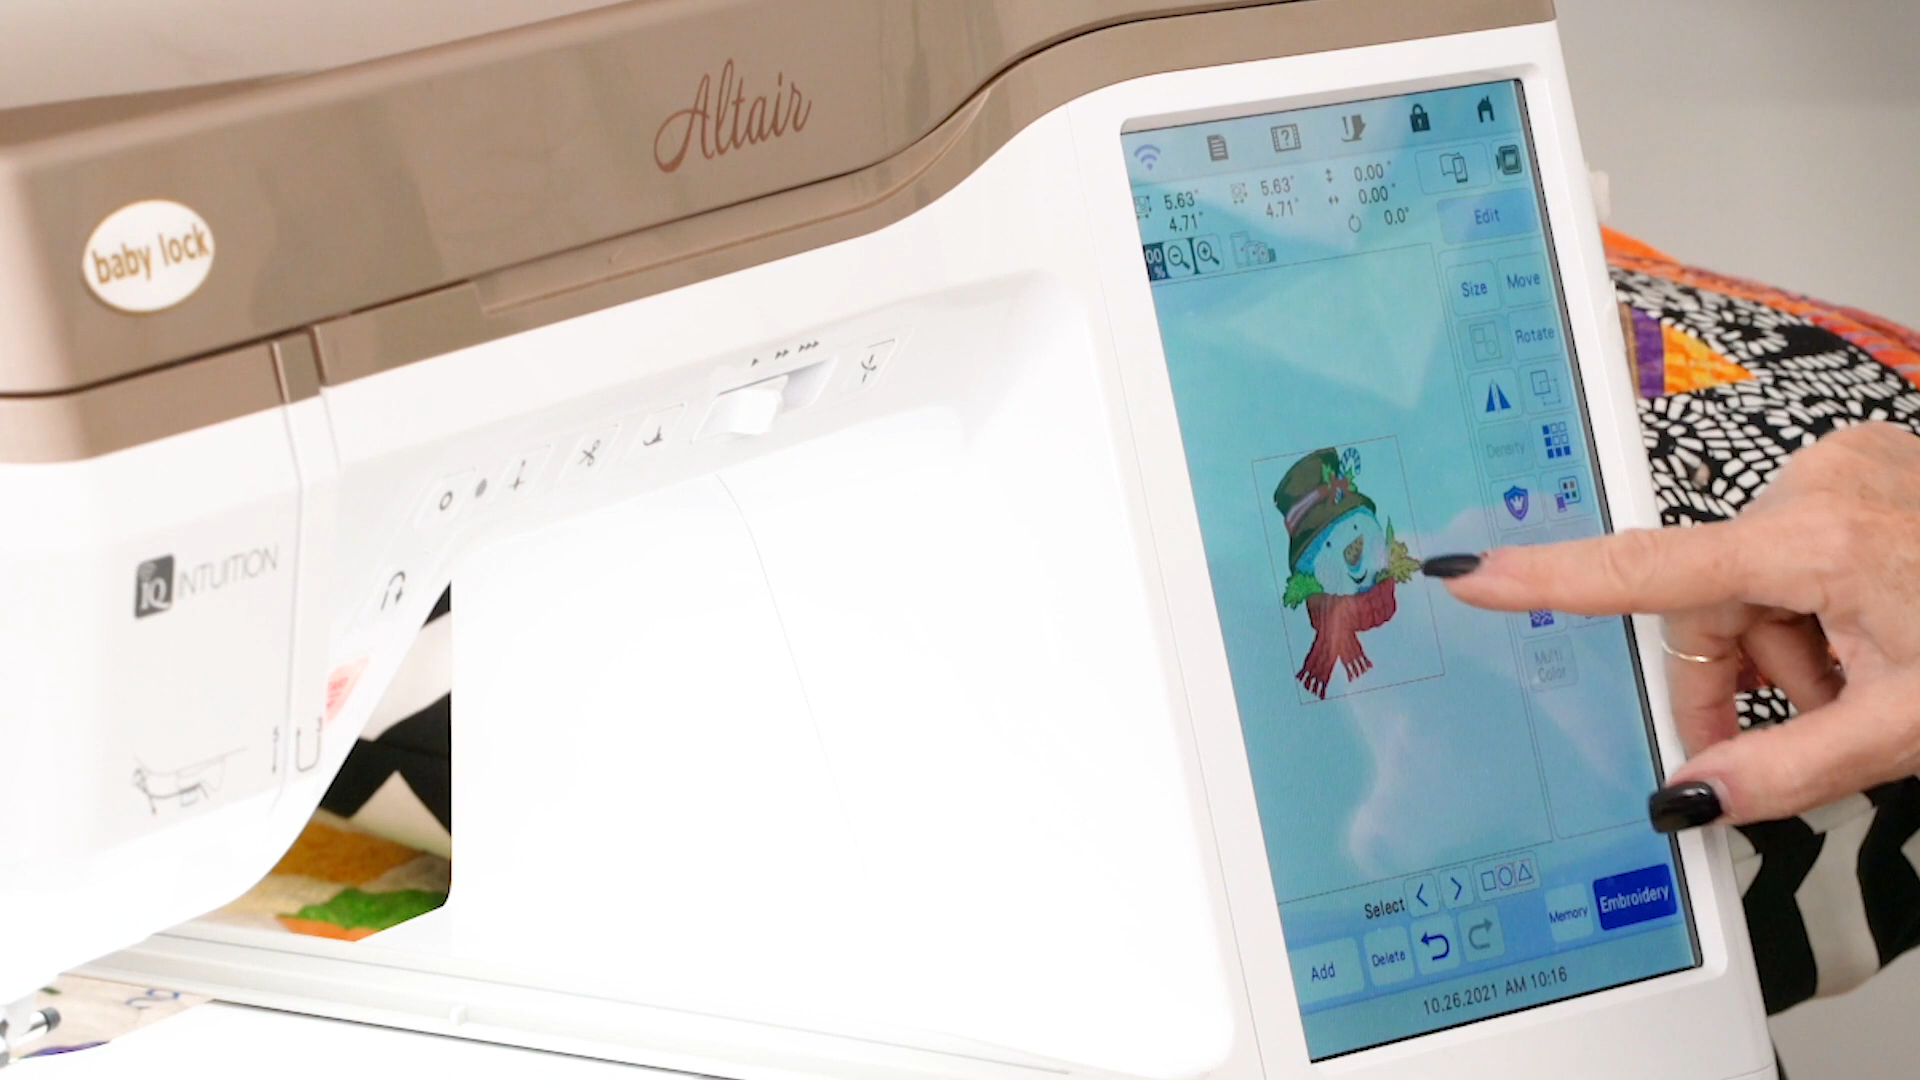 Altair
baby lock
IQ INTUITION
5.63" 5.63" 0.00"
4.71" 4.71" 0.00"
0.0°
Edit
Size Move
Rotate
Density
Multi
Color
Select
Add Delete Memory Embroidery
10.26.2021 AM 10:16